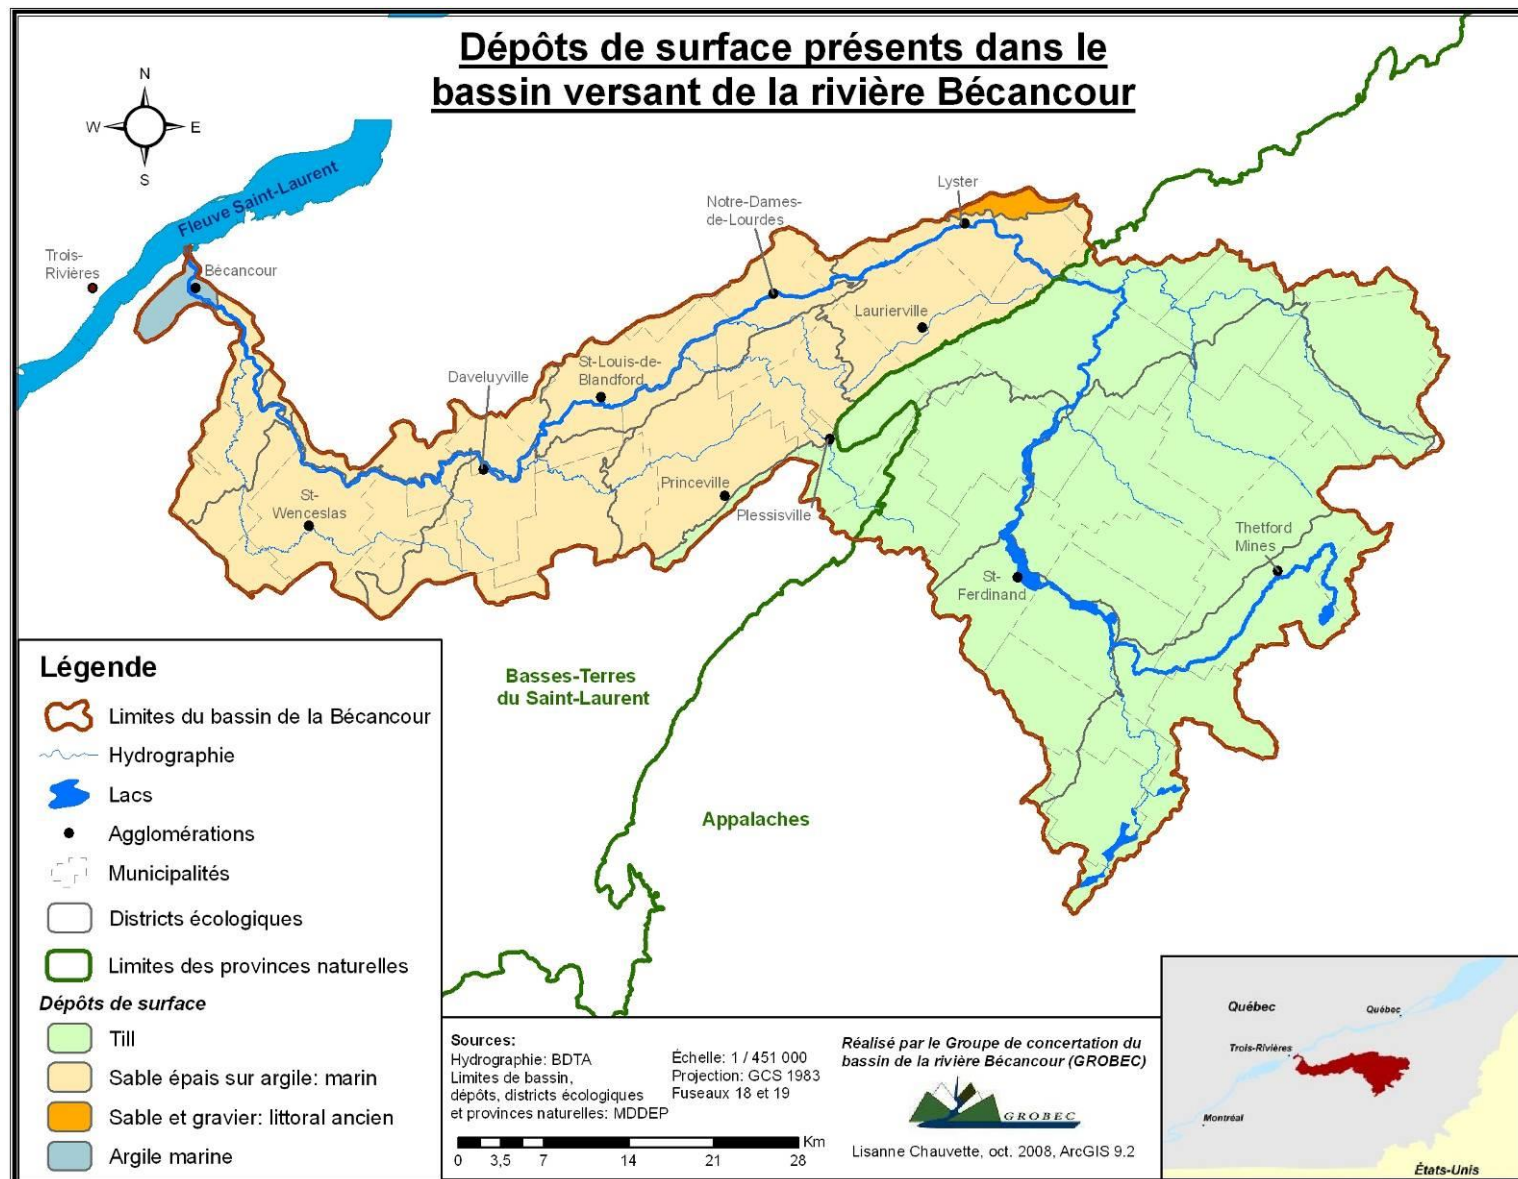 Dépôts de surface présents dans le
bassin versant de la rivière Bécancour
N
W
E
S
Fleuve Saint-Laurent
Trois-
Rivières
Bécancour
Notre-Dames-
de-Lourdes
Lyster
Laurierville
St-Louis-de-
Blandford
Daveluyville
St-
Wenceslas
Princeville
Plessisville
Thetford
Mines
St-
Ferdinand
Basses-Terres
du Saint-Laurent
Appalaches
Légende
Limites du bassin de la Bécancour
Hydrographie
Lacs
Agglomérations
Municipalités
Districts écologiques
Limites des provinces naturelles
Dépôts de surface
Till
Sable épais sur argile: marin
Sable et gravier: littoral ancien
Argile marine
Sources:
Hydrographie: BDTA
Limites de bassin,
dépôts, districts écologiques
et provinces naturelles: MDDEP
Échelle: 1 / 451 000
Projection: GCS 1983
Fuseaux 18 et 19
Km
0 3,5 7 14 21 28
Réalisé par le Groupe de concertation du
bassin de la rivière Bécancour (GROBEC)
GROBEC
Lisanne Chauvette, oct. 2008, ArcGIS 9.2
Québec
Québec
Trois-Rivières
Montréal
États-Unis